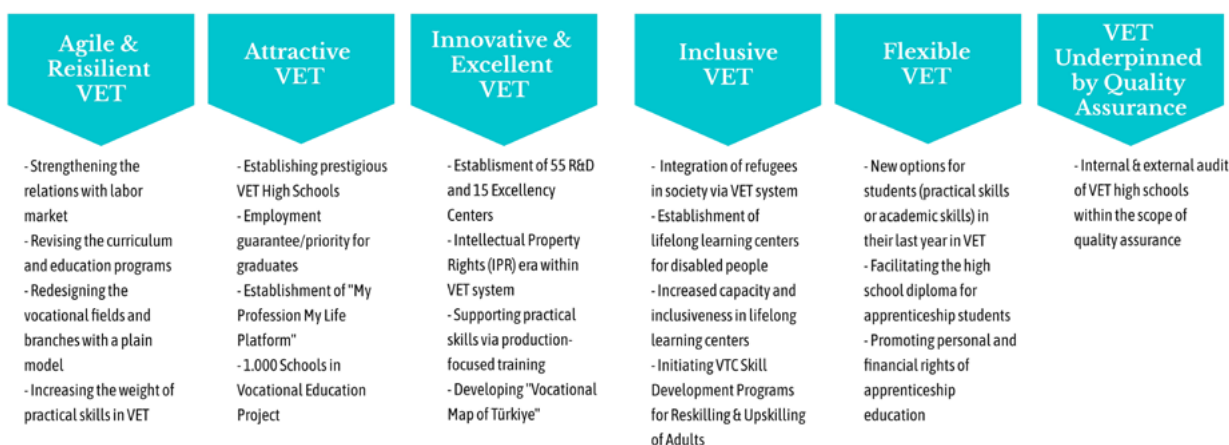 Agile &
Reisilient
VET
- Strengthening the
relations with labor
market
- Revising the curriculum
and education programs
- Redesigning the
vocational fields and
branches with a plain
model
- Increasing the weight of
practical skills in VET
Attractive
VET
- Establishing prestigious
VET High Schools
- Employment
guarantee/priority for
graduates
- Establishment of "My
Profession My Life
Platform"
- 1.000 Schools in
Vocational Education
Project
Innovative &
Excellent
VET
- Establisment of 55 R&D
and 15 Excellency
Centers
- Intellectual Property
Rights (IPR) era within
VET system
- Supporting practical
skills via production-
focused training
- Developing "Vocational
Map of Türkiye"
Inclusive
VET
- Integration of refugees
in society via VET system
- Establishment of
lifelong learning centers
for disabled people
- Increased capacity and
inclusiveness in lifelong
learning centers
- Initiating VTC Skill
Development Programs
for Reskilling & Upskilling
of Adults
Flexible
VET
- New options for
students (practical skills
or academic skills) in
their last year in VET
- Facilitating the high
school diploma for
apprenticeship students
- Promoting personal and
financial rights of
apprenticeship
education
VET
Underpinned
by Quality
Assurance
- Internal & external audit
of VET high schools
within the scope of
quality assurance